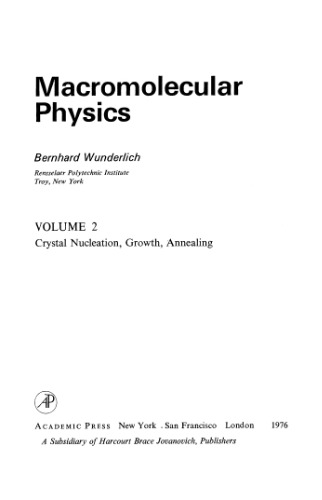 Macromolecular
Physics
Bernhard Wunderlich
Rensselaer Polytechnic Institute
Troy, New York
VOLUME 2
Crystal Nucleation, Growth, Annealing
AP
ACADEMIC PRESS New York . San Francisco London 1976
A Subsidiary of Harcourt Brace Jovanovich, Publishers